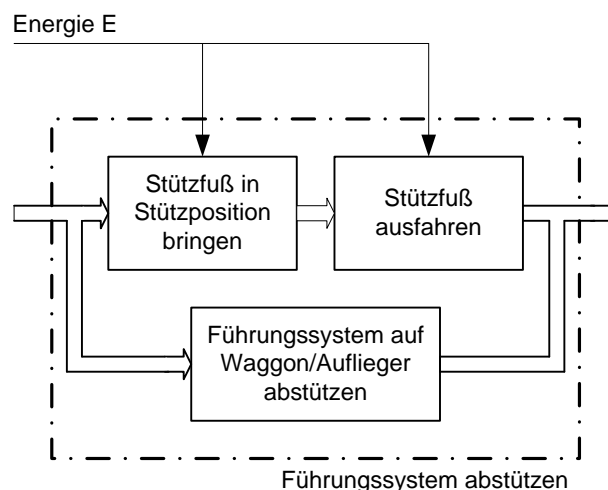 Energie E
Stützfuß in
Stützposition
bringen
Stützfuß
ausfahren
Führungssystem auf
Waggon/Auflieger
abstützen
Führungssystem abstützen